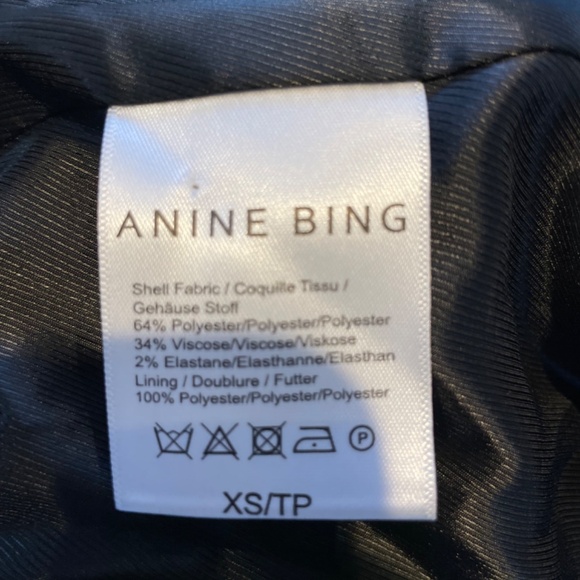 ANINE BING
Shell Fabric / Coquille Tissu /
Gehäuse Stoff
64% Polyester/Polyester/Polyester
34% Viscose/Viscose/Viskose
2% Elastane/Elasthanne/Elasthan
Lining / Doublure / Futter
100% Polyester/Polyester/Polyester
P
XS/TP